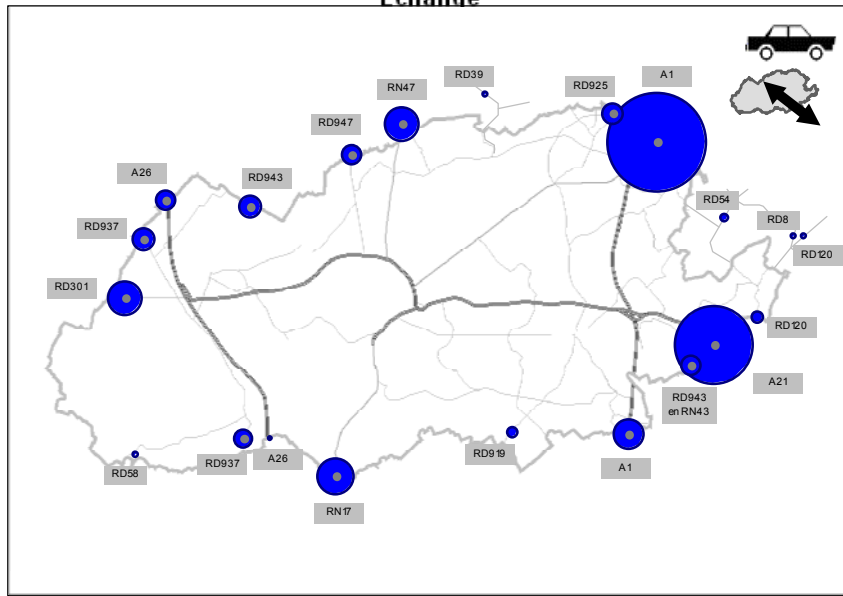 Echange
RD39
RD925
A1
RN47
RD947
A26
RD943
RD54
RD937
RD8
RD120
RD301
RD120
A21
RD943
en RN43
RD919
A1
RD937
A26
RD58
RN17